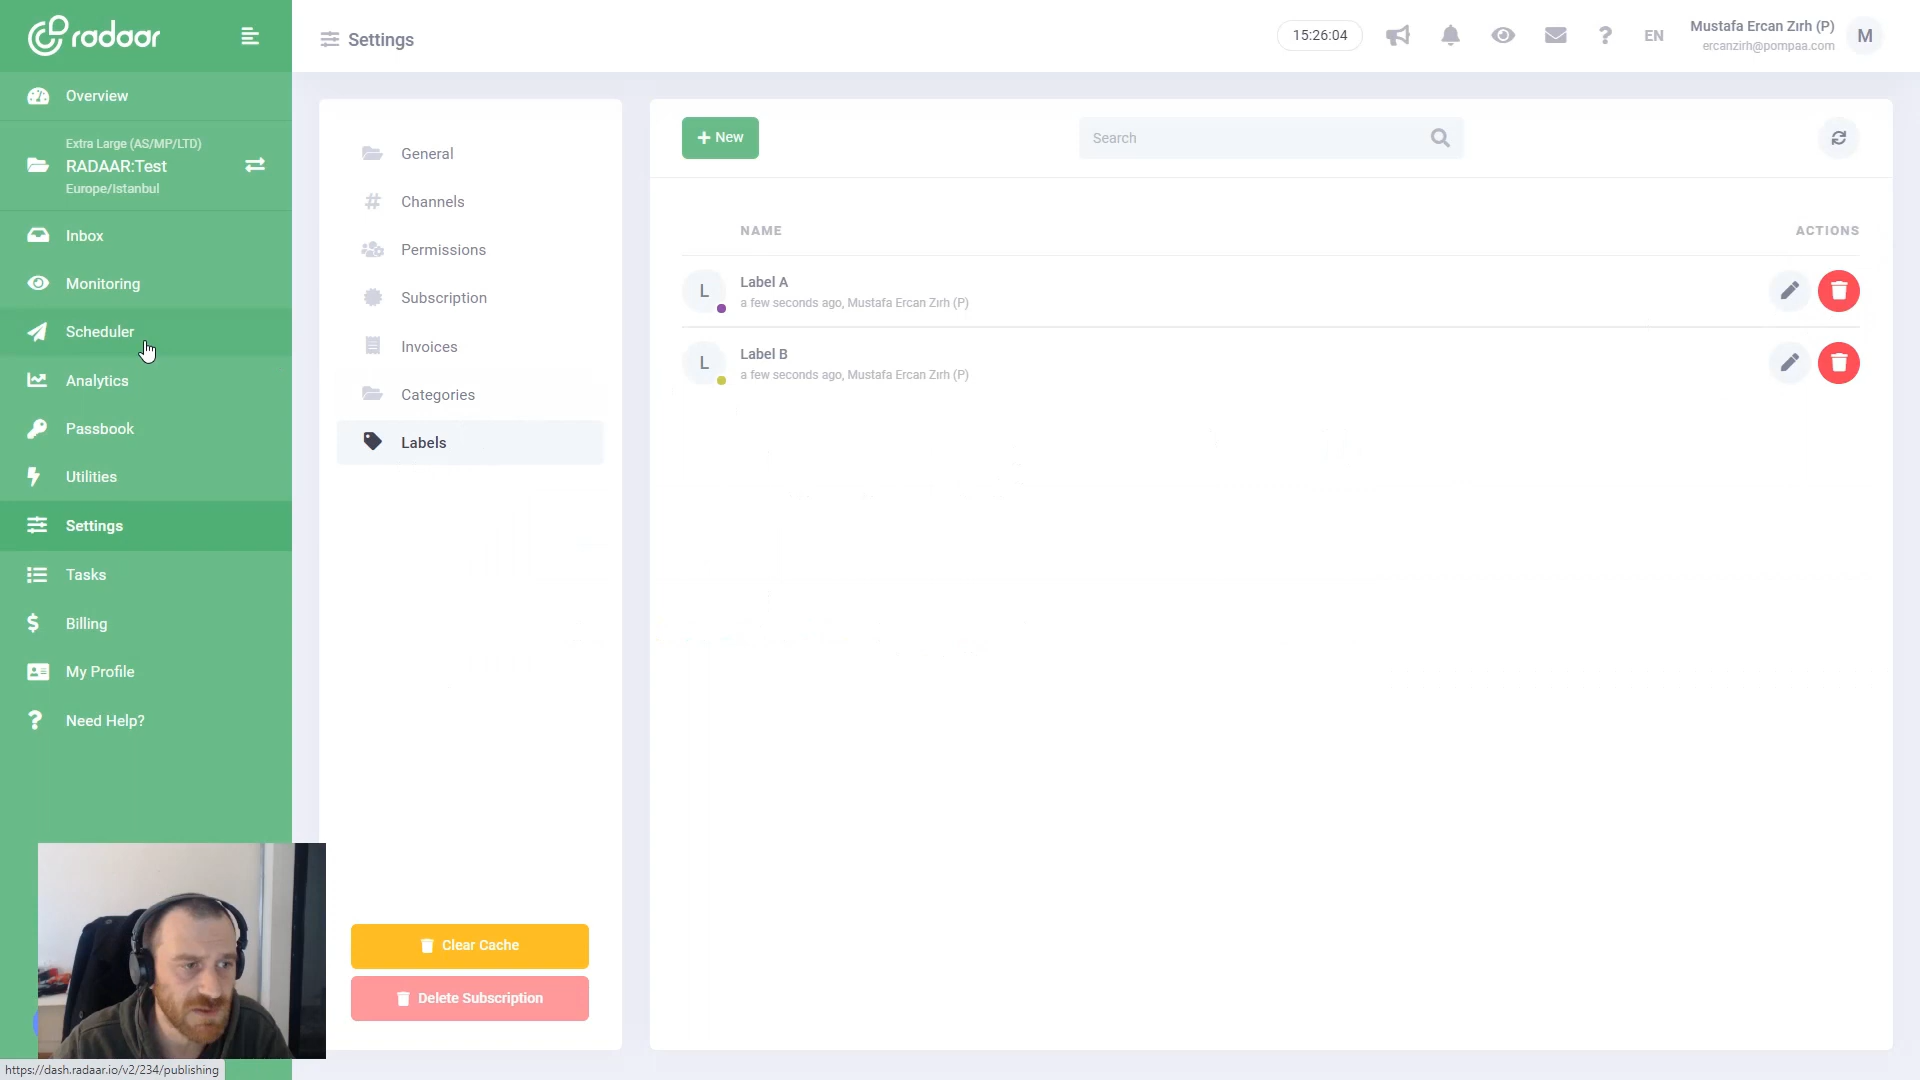 radaar
Settings
15:26:04
EN
Mustafa Ercan Zırh (P)
ercanzirh@pompaa.com
M
Overview
Extra Large (AS/MP/LTD)
RADAAR:Test
Europe/Istanbul
Inbox
Monitoring
Scheduler
Analytics
Passbook
Utilities
Settings
Tasks
Billing
My Profile
Need Help?
General
Channels
Permissions
Subscription
Invoices
Categories
Labels
Clear Cache
Delete Subscription
+ New
Search
NAME
ACTIONS
L
Label A
a few seconds ago, Mustafa Ercan Zırh (P)
L
Label B
a few seconds ago, Mustafa Ercan Zırh (P)
https://dash.radaar.io/v2/234/publishing